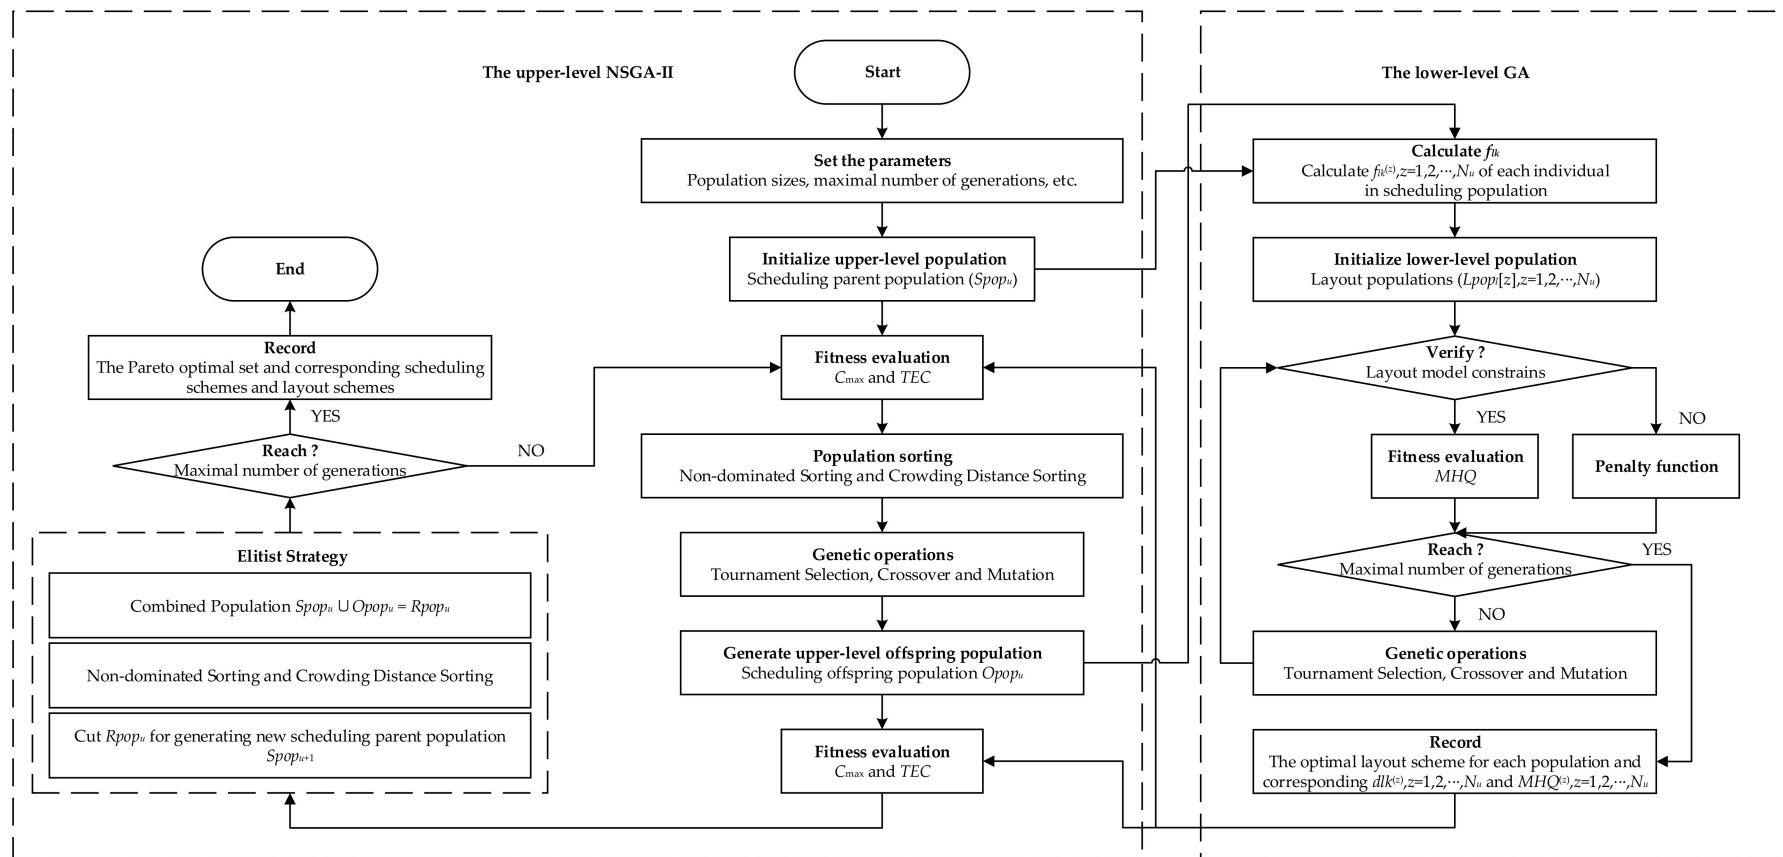 The upper-level NSGA-II
Start
The lower-level GA
Set the parameters
Population sizes, maximal number of generations, etc.
Calculate flk
Calculate flk(z),z=1,2,···,Nu of each individual
in scheduling population
End
Initialize upper-level population
Scheduling parent population (Spopu)
Initialize lower-level population
Layout populations (Lpopl[z],z=1,2,···,Nu)
Record
The Pareto optimal set and corresponding scheduling
schemes and layout schemes
Fitness evaluation
Cmax and TEC
Verify ?
Layout model constrains
YES
YES
NO
Reach ?
Maximal number of generations
NO
Population sorting
Non-dominated Sorting and Crowding Distance Sorting
Fitness evaluation
MHQ
Penalty function
Elitist Strategy
Combined Population Spopu ∪ Opopu = Rpopu
Non-dominated Sorting and Crowding Distance Sorting
Cut Rpopu for generating new scheduling parent population
Spopu+1
Genetic operations
Tournament Selection, Crossover and Mutation
Reach ?
Maximal number of generations
YES
NO
Generate upper-level offspring population
Scheduling offspring population Opopu
Genetic operations
Tournament Selection, Crossover and Mutation
Fitness evaluation
Cmax and TEC
Record
The optimal layout scheme for each population and
corresponding dlk(z),z=1,2,···,Nu and MHQ(z),z=1,2,···,Nu